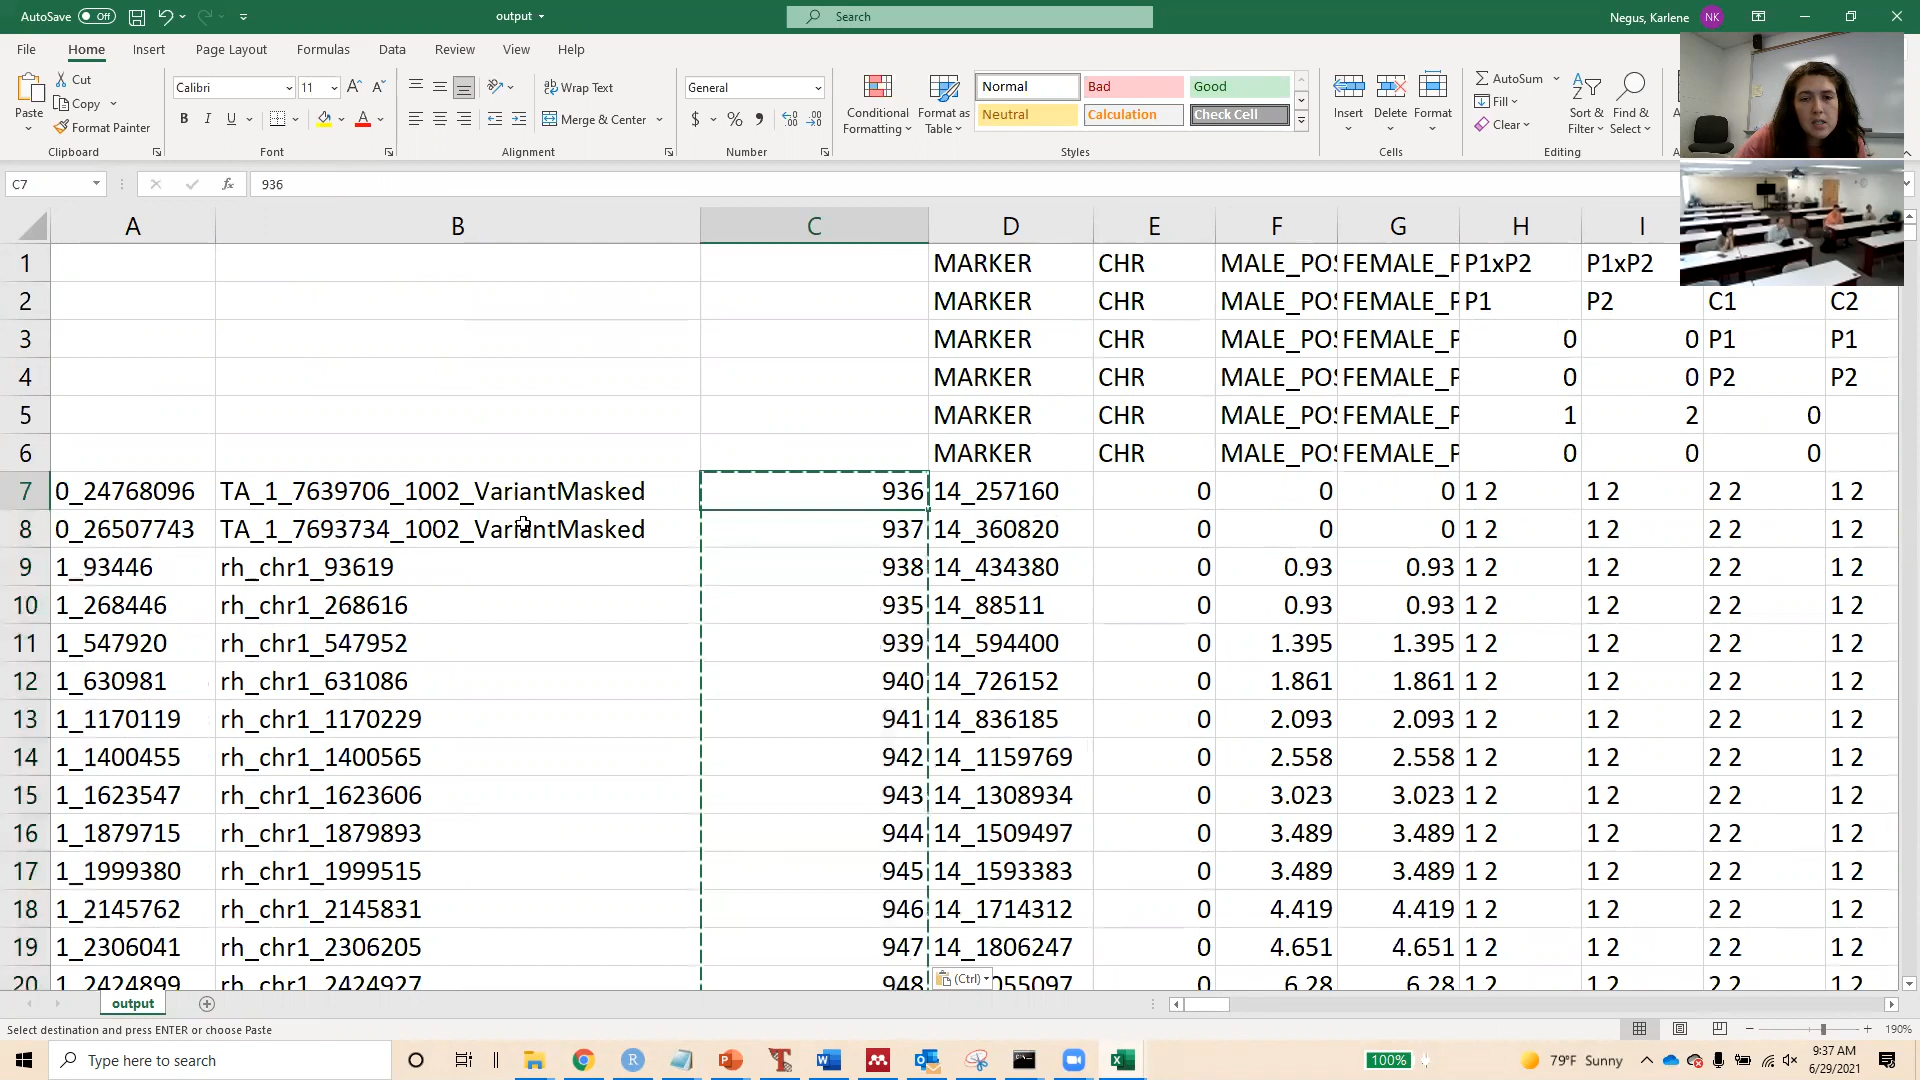 AutoSave Off output Search Negus, Karlene NK
File Home Insert Page Layout Formulas Data Review View Help
Paste Cut Copy Format Painter Clipboard
Calibri 11 B I U Font
Wrap Text Merge & Center Alignment
General $ % Number
Conditional Formatting Format as Table
Normal Bad Good
Neutral Calculation Check Cell
Styles
Insert Delete Format Cells
AutoSum Fill Clear Sort & Filter Find & Select Editing
C7 fx 936
A B C D E F G H I
1 MARKER CHR MALE_POS FEMALE_P P1xP2 P1xP2
2 MARKER CHR MALE_POS FEMALE_P P1 P2 C1 C2
3 MARKER CHR MALE_POS FEMALE_P 0 0 P1 P1
4 MARKER CHR MALE_POS FEMALE_P 0 0 P2 P2
5 MARKER CHR MALE_POS FEMALE_P 1 2 0
6 MARKER CHR MALE_POS FEMALE_P 0 0 0
7 0_24768096 TA_1_7639706_1002_VariantMasked 936 14_257160 0 0 0 1 2 1 2 2 2 1 2
8 0_26507743 TA_1_7693734_1002_VariantMasked 937 14_360820 0 0 0 1 2 1 2 2 2 1 2
9 1_93446 rh_chr1_93619 938 14_434380 0 0.93 0.93 1 2 1 2 2 2 1 2
10 1_268446 rh_chr1_268616 935 14_88511 0 0.93 0.93 1 2 1 2 2 2 1 2
11 1_547920 rh_chr1_547952 939 14_594400 0 1.395 1.395 1 2 1 2 2 2 1 2
12 1_630981 rh_chr1_631086 940 14_726152 0 1.861 1.861 1 2 1 2 2 2 1 2
13 1_1170119 rh_chr1_1170229 941 14_836185 0 2.093 2.093 1 2 1 2 2 2 1 2
14 1_1400455 rh_chr1_1400565 942 14_1159769 0 2.558 2.558 1 2 1 2 2 2 1 2
15 1_1623547 rh_chr1_1623606 943 14_1308934 0 3.023 3.023 1 2 1 2 2 2 1 2
16 1_1879715 rh_chr1_1879893 944 14_1509497 0 3.489 3.489 1 2 1 2 2 2 1 2
17 1_1999380 rh_chr1_1999515 945 14_1593383 0 3.489 3.489 1 2 1 2 2 2 1 2
18 1_2145762 rh_chr1_2145831 946 14_1714312 0 4.419 4.419 1 2 1 2 2 2 1 2
19 1_2306041 rh_chr1_2306205 947 14_1806247 0 4.651 4.651 1 2 1 2 2 2 1 2
20 1_2424899 rh_chr1_2424927 948 (Ctrl) 055097 0 6.28 6.28 1 2 1 2 2 2 1 2
output
Select destination and press ENTER or choose Paste 190%
Type here to search 100% 79°F Sunny 9:37 AM
6/29/2021